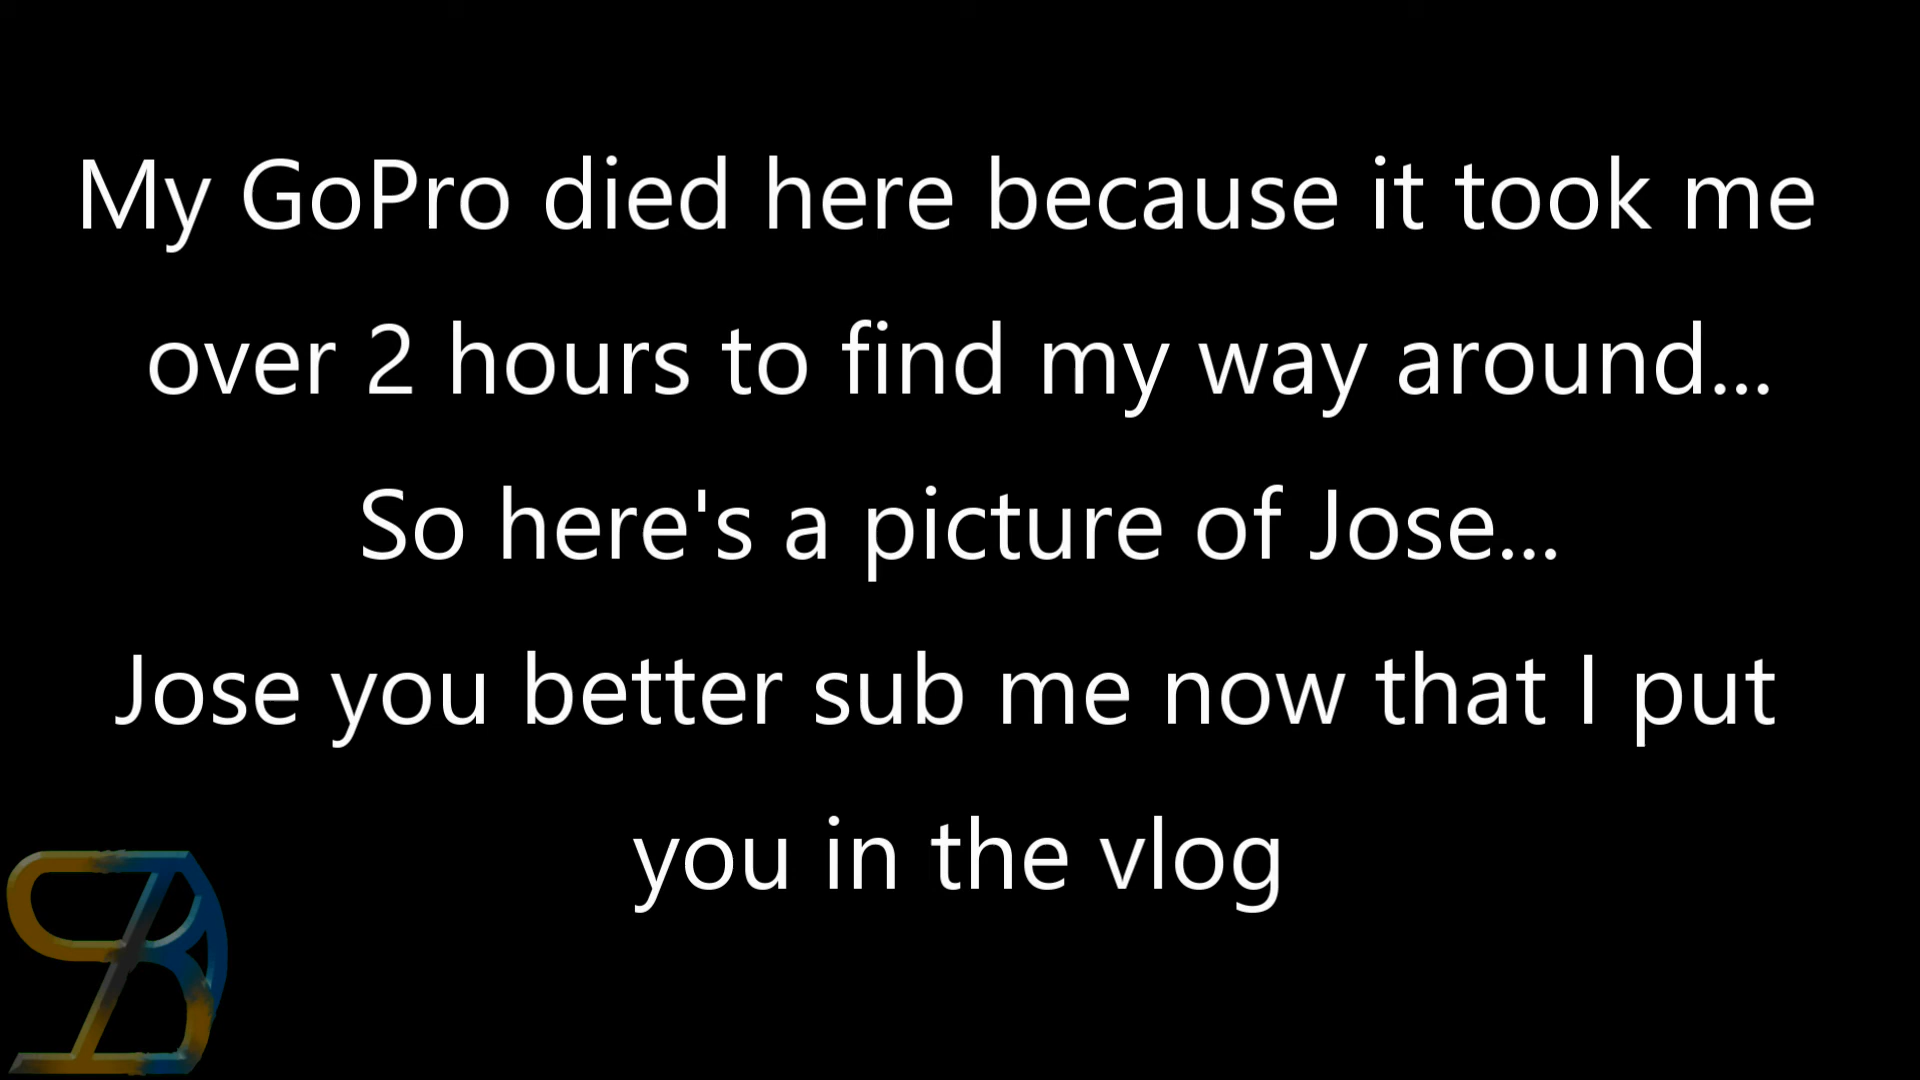 My GoPro died here because it took me
over 2 hours to find my way around...
So here's a picture of Jose...
Jose you better sub me now that I put
you in the vlog